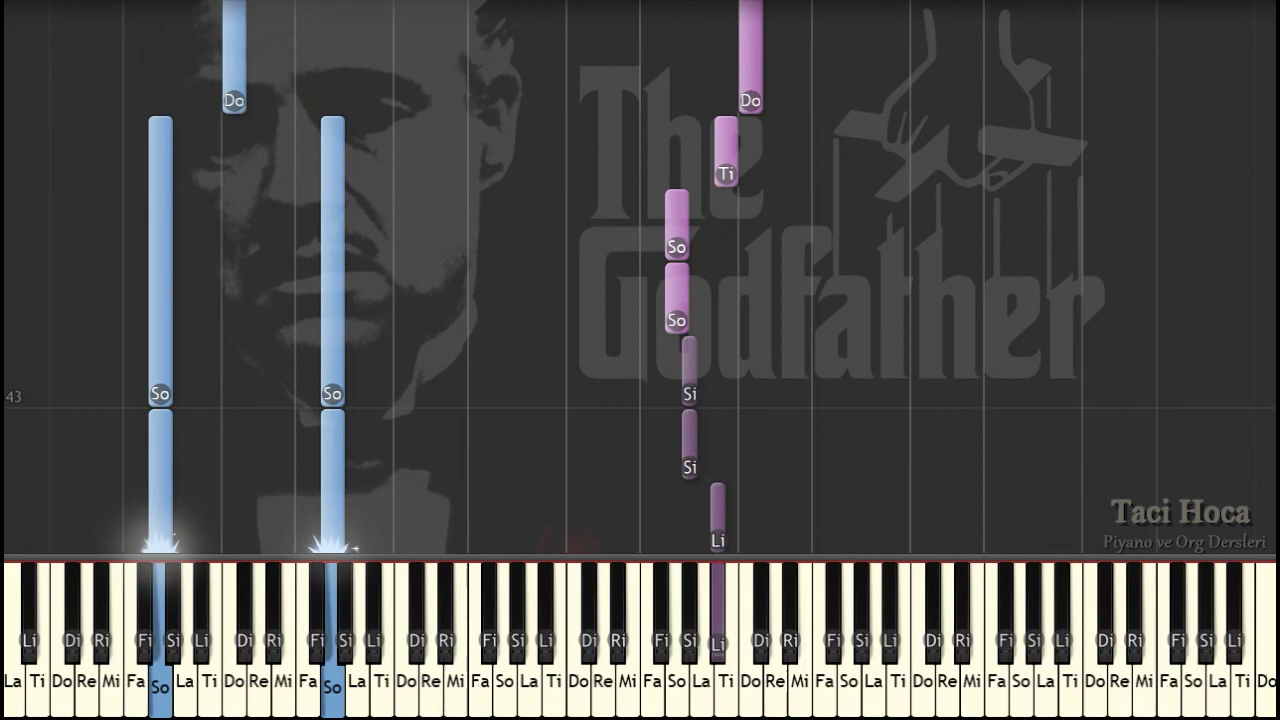 Do
Do
The
Ti
So
Godfather
So
So
So
Si
43
Si
Taci Hoca
Li
Piyano ve Org Dersleri
Li Di Ri Fi Si Li Di Ri Fi Si Li Di Ri Fi Si Li Di Ri Fi Si Li Di Ri Fi Si Li Di Ri Fi Si Li Di Ri Fi Si Li
La Ti Do Re Mi Fa So La Ti Do Re Mi Fa So La Ti Do Re Mi Fa So La Ti Do Re Mi Fa So La Ti Do Re Mi Fa So La Ti Do Re Mi Fa So La Ti Do Re Mi Fa So La Ti Do